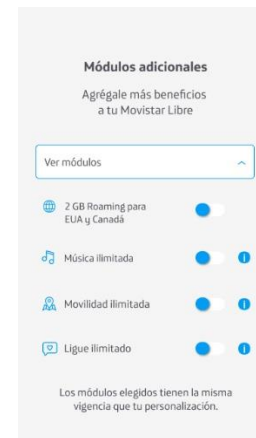 Módulos adicionales
Agrégale más beneficios
a tu Movistar Libre
Ver módulos
2 GB Roaming para
EUA y Canadá
Música ilimitada
Movilidad ilimitada
Ligue ilimitado
Los módulos elegidos tienen la misma
vigencia que tu personalización.